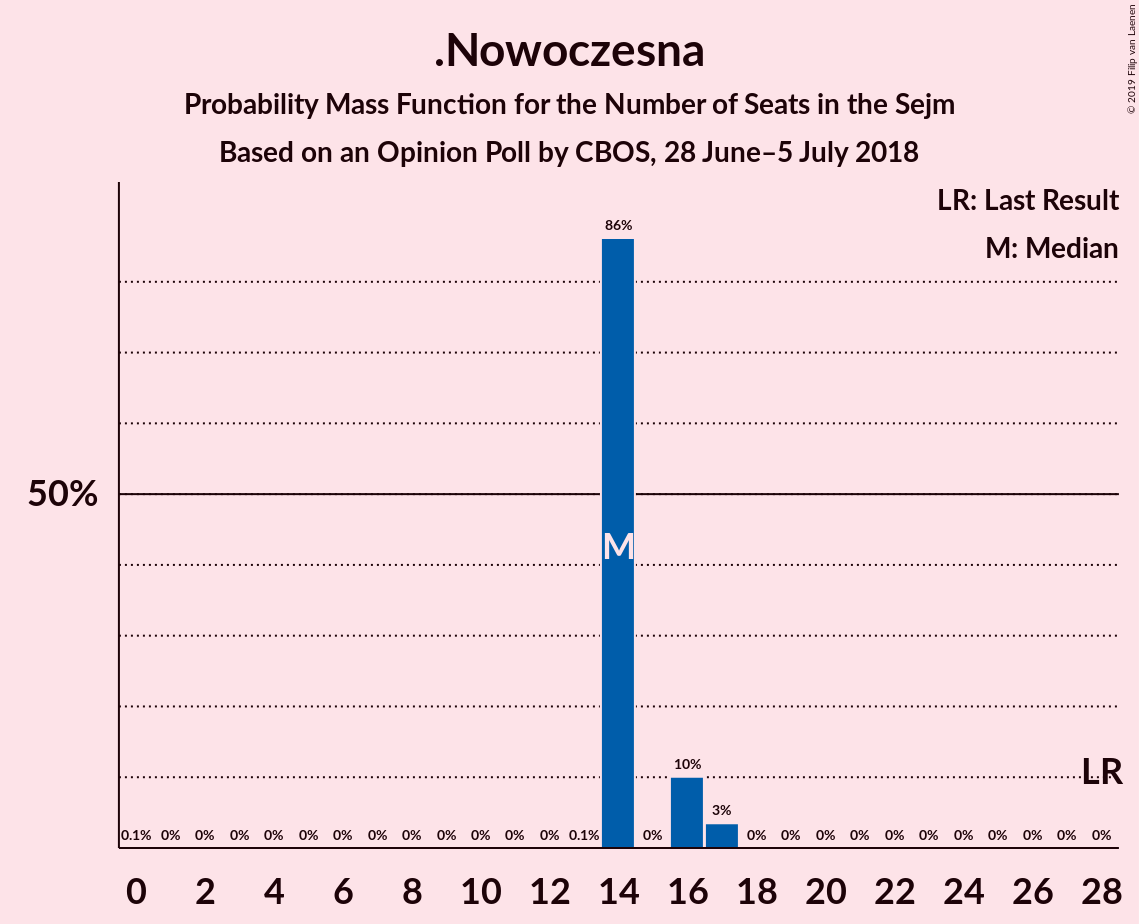 .Nowoczesna
Probability Mass Function for the Number of Seats in the Sejm
Based on an Opinion Poll by CBOS, 28 June–5 July 2018
© 2019 Filip van Laenen
LR: Last Result
M: Median
86%
50%
M
10%
LR
3%
0.1% 0% 0% 0% 0% 0% 0% 0% 0% 0% 0% 0% 0% 0.1% 0% 0% 0% 0% 0% 0% 0% 0% 0% 0% 0% 0%
0 2 4 6 8 10 12 14 16 18 20 22 24 26 28